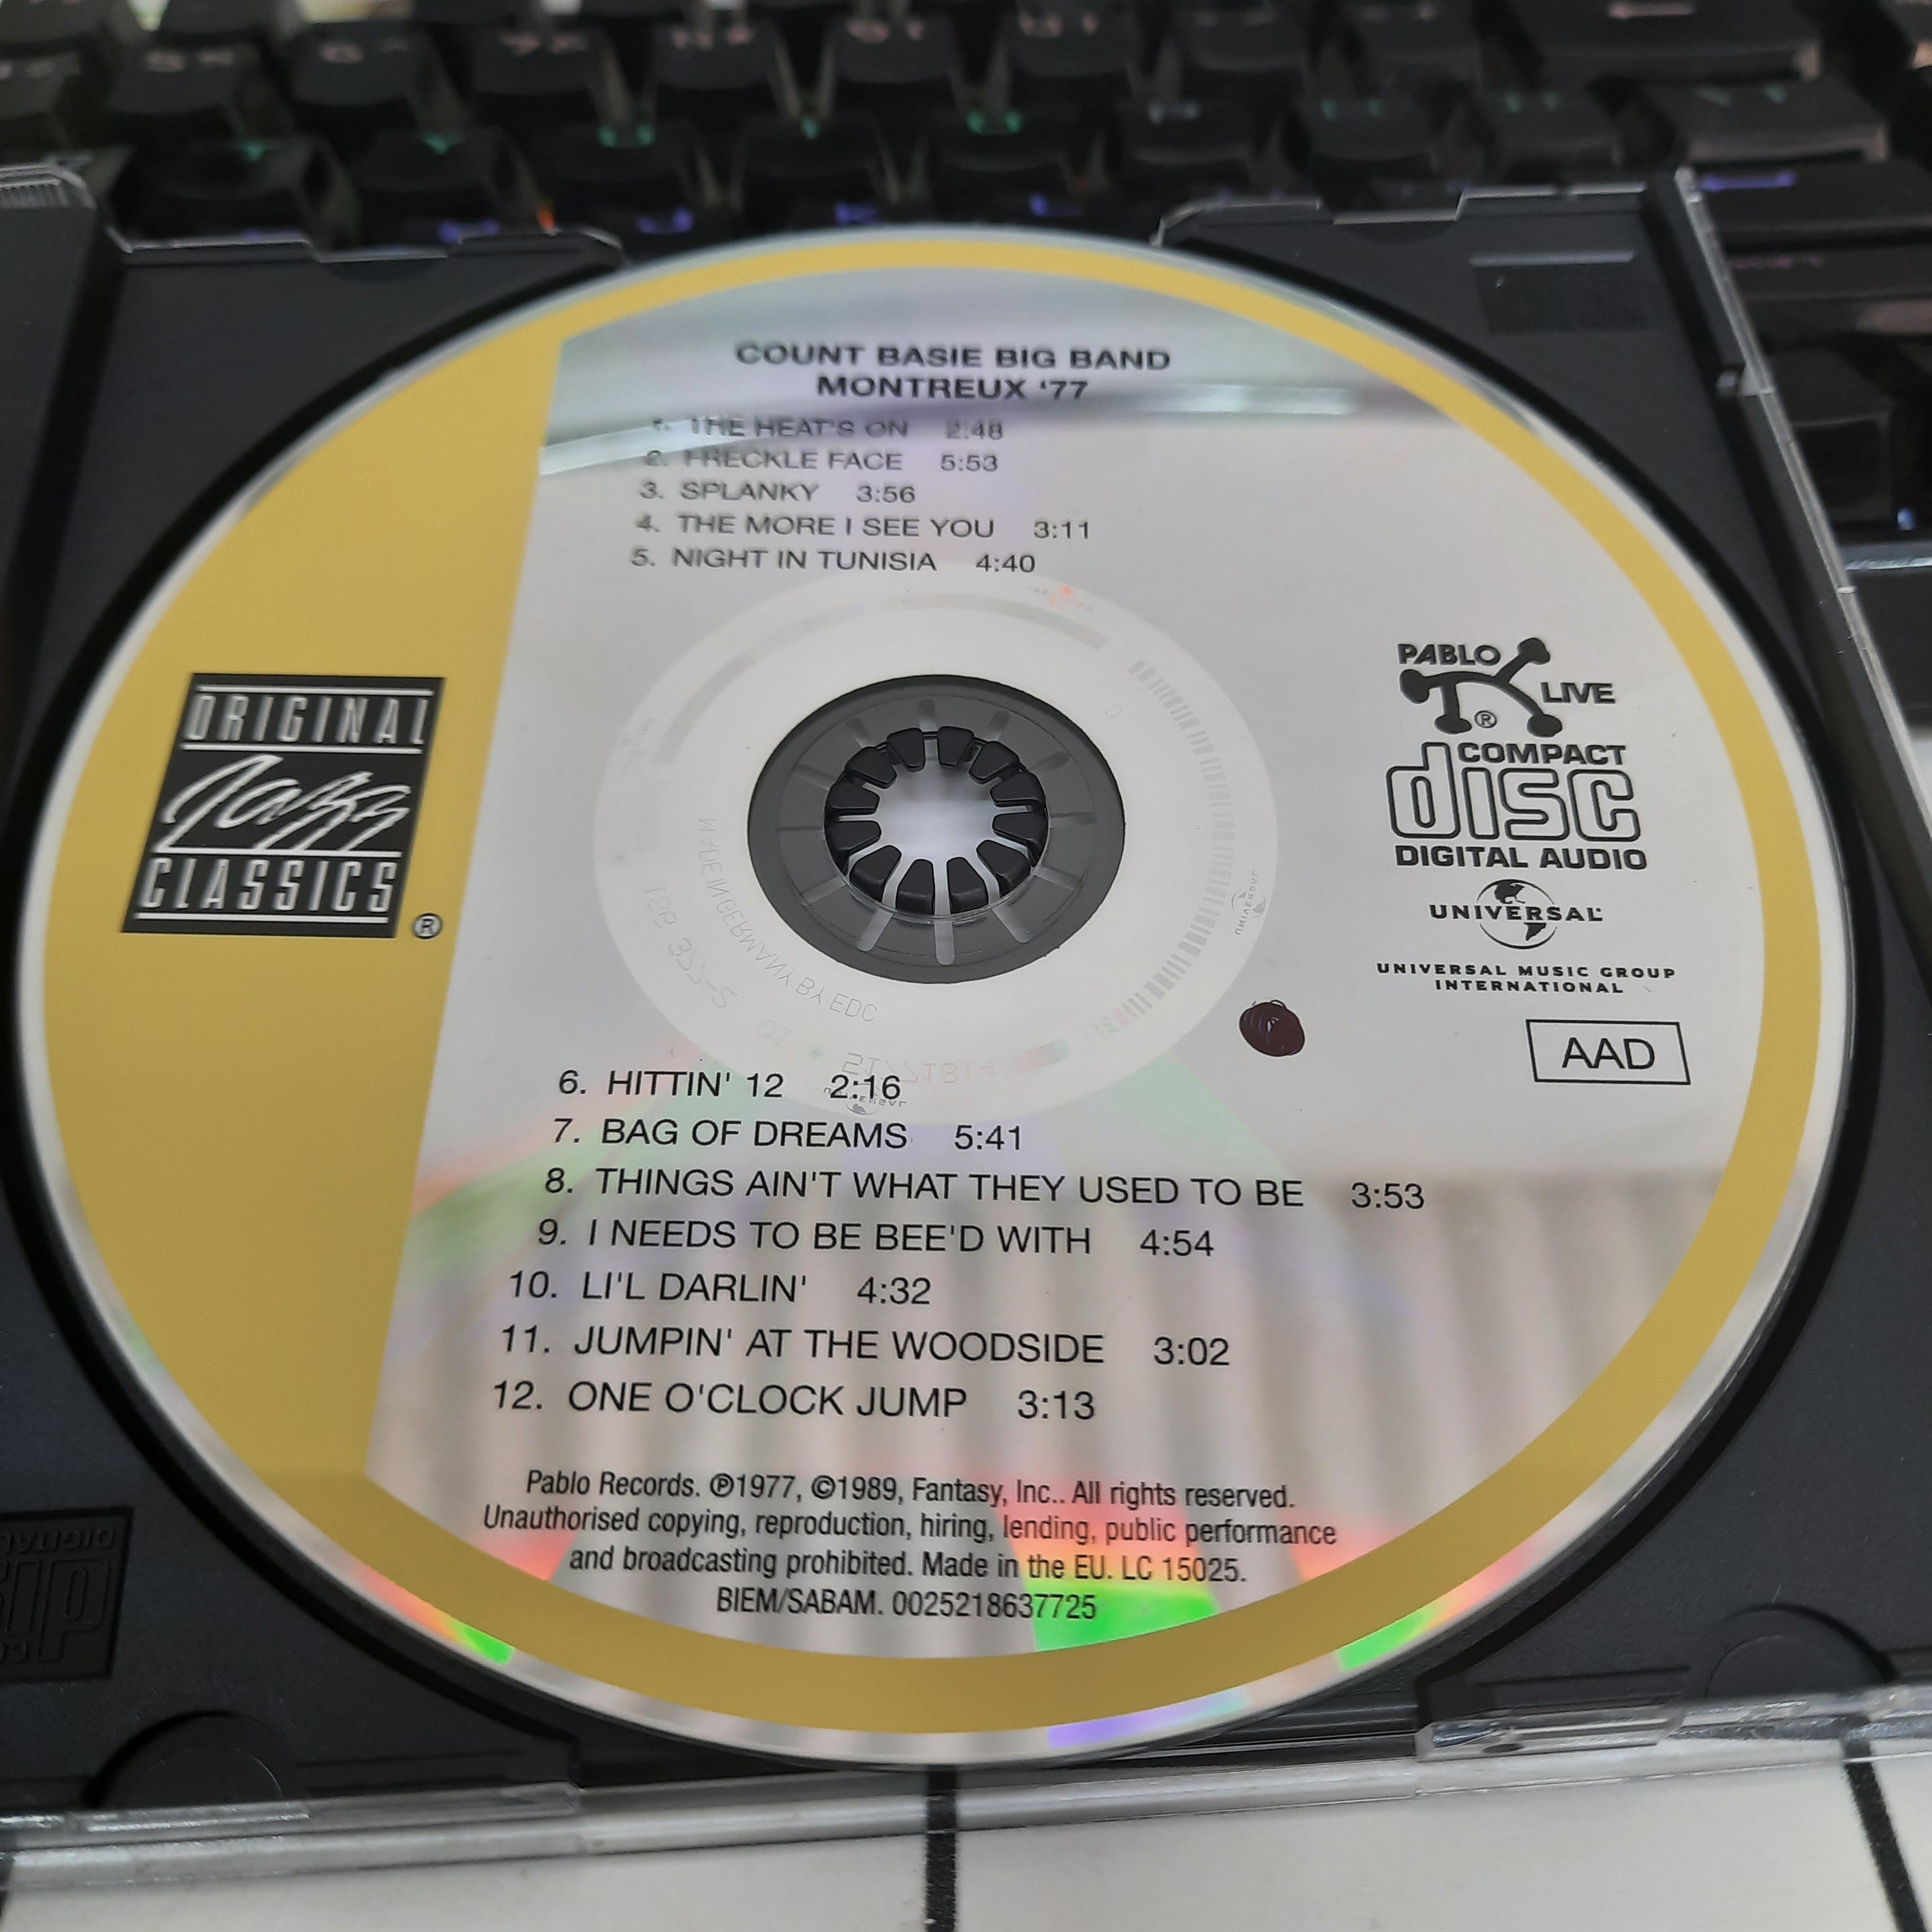 COUNT BASIE BIG BAND
MONTREUX '77
1. THE HEAT'S ON 2:48
2. FRECKLE FACE 5:53
3. SPLANKY 3:56
4. THE MORE I SEE YOU 3:11
5. NIGHT IN TUNISIA 4:40
ORIGINAL
Jazz
CLASSICS
®
PABLO
LIVE
®
COMPACT
disc
DIGITAL AUDIO
UNIVERSAL
UNIVERSAL MUSIC GROUP
INTERNATIONAL
AAD
MADE IN GERMANY BY EDC
6. HITTIN' 12 2:16
7. BAG OF DREAMS 5:41
8. THINGS AIN'T WHAT THEY USED TO BE 3:53
9. I NEEDS TO BE BEE'D WITH 4:54
10. LI'L DARLIN' 4:32
11. JUMPIN' AT THE WOODSIDE 3:02
12. ONE O'CLOCK JUMP 3:13
Pablo Records. ℗1977, ©1989, Fantasy, Inc.. All rights reserved.
Unauthorised copying, reproduction, hiring, lending, public performance
and broadcasting prohibited. Made in the EU. LC 15025.
BIEM/SABAM. 0025218637725